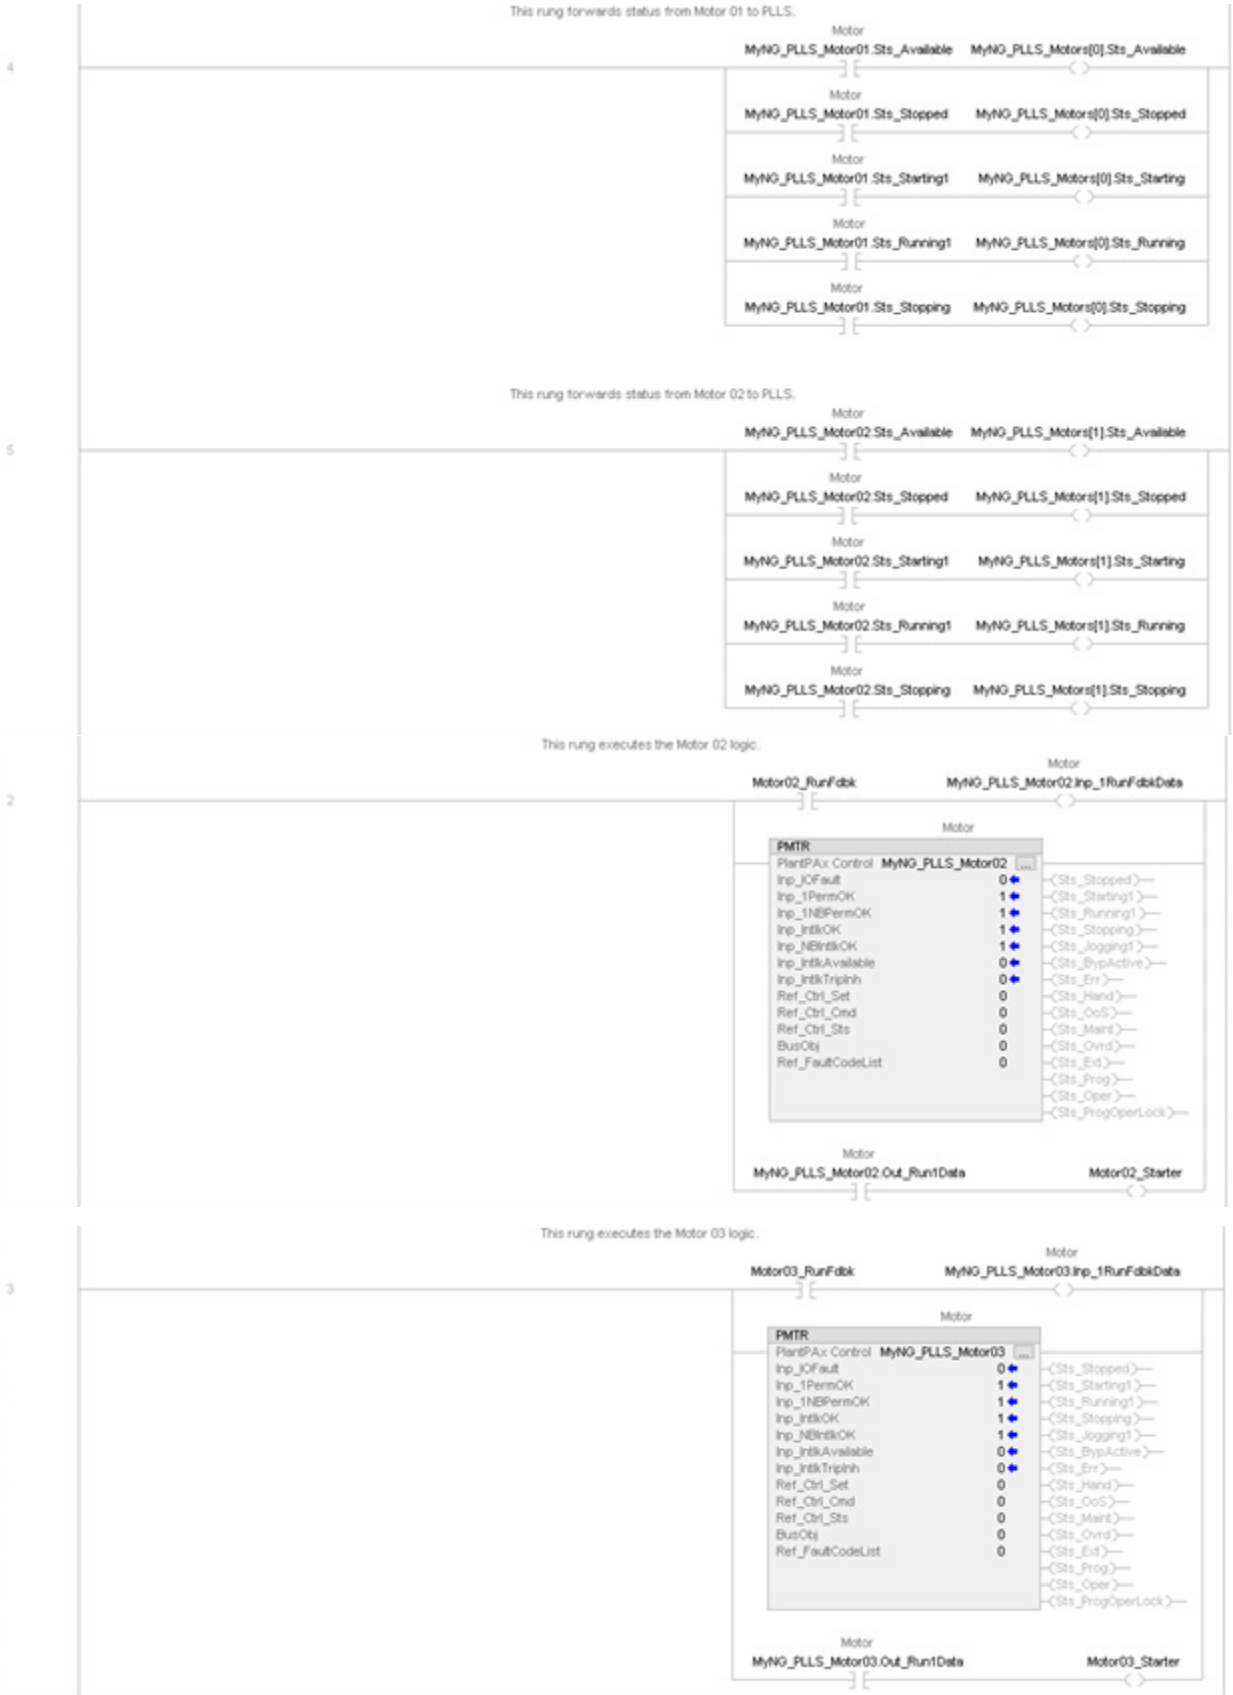 This rung forwards status from Motor 01 to PLLS.
Motor
MyNG_PLLS_Motor01.Sts_Available MyNG_PLLS_Motors[0].Sts_Available
4
Motor
MyNG_PLLS_Motor01.Sts_Stopped MyNG_PLLS_Motors[0].Sts_Stopped
Motor
MyNG_PLLS_Motor01.Sts_Starting1 MyNG_PLLS_Motors[0].Sts_Starting
Motor
MyNG_PLLS_Motor01.Sts_Running1 MyNG_PLLS_Motors[0].Sts_Running
Motor
MyNG_PLLS_Motor01.Sts_Stopping MyNG_PLLS_Motors[0].Sts_Stopping
This rung forwards status from Motor 02 to PLLS.
Motor
MyNG_PLLS_Motor02.Sts_Available MyNG_PLLS_Motors[1].Sts_Available
5
Motor
MyNG_PLLS_Motor02.Sts_Stopped MyNG_PLLS_Motors[1].Sts_Stopped
Motor
MyNG_PLLS_Motor02.Sts_Starting1 MyNG_PLLS_Motors[1].Sts_Starting
Motor
MyNG_PLLS_Motor02.Sts_Running1 MyNG_PLLS_Motors[1].Sts_Running
Motor
MyNG_PLLS_Motor02.Sts_Stopping MyNG_PLLS_Motors[1].Sts_Stopping
This rung executes the Motor 02 logic.
Motor
Motor02_RunFdbk MyNG_PLLS_Motor02.Inp_1RunFdbkData
2
Motor
PMTR
PlantPAx Control MyNG_PLLS_Motor02 ...
Inp_IOFault 0 (Sts_Stopped)
Inp_1PermOK 1 (Sts_Starting1)
Inp_1NBPermOK 1 (Sts_Running1)
Inp_IntlkOK 1 (Sts_Stopping)
Inp_NBIntlkOK 1 (Sts_Jogging1)
Inp_IntlkAvailable 0 (Sts_BypActive)
Inp_IntlkTripInh 0 (Sts_Err)
Ref_Ctrl_Set 0 (Sts_Hand)
Ref_Ctrl_Cmd 0 (Sts_OoS)
Ref_Ctrl_Sts 0 (Sts_Maint)
BusObj 0 (Sts_Ovrd)
Ref_FaultCodeList 0 (Sts_Ext)
(Sts_Prog)
(Sts_Oper)
(Sts_ProgOperLock)
Motor
MyNG_PLLS_Motor02.Out_Run1Data Motor02_Starter
This rung executes the Motor 03 logic.
Motor
Motor03_RunFdbk MyNG_PLLS_Motor03.Inp_1RunFdbkData
3
Motor
PMTR
PlantPAx Control MyNG_PLLS_Motor03 ...
Inp_IOFault 0 (Sts_Stopped)
Inp_1PermOK 1 (Sts_Starting1)
Inp_1NBPermOK 1 (Sts_Running1)
Inp_IntlkOK 1 (Sts_Stopping)
Inp_NBIntlkOK 1 (Sts_Jogging1)
Inp_IntlkAvailable 0 (Sts_BypActive)
Inp_IntlkTripInh 0 (Sts_Err)
Ref_Ctrl_Set 0 (Sts_Hand)
Ref_Ctrl_Cmd 0 (Sts_OoS)
Ref_Ctrl_Sts 0 (Sts_Maint)
BusObj 0 (Sts_Ovrd)
Ref_FaultCodeList 0 (Sts_Ext)
(Sts_Prog)
(Sts_Oper)
(Sts_ProgOperLock)
Motor
MyNG_PLLS_Motor03.Out_Run1Data Motor03_Starter